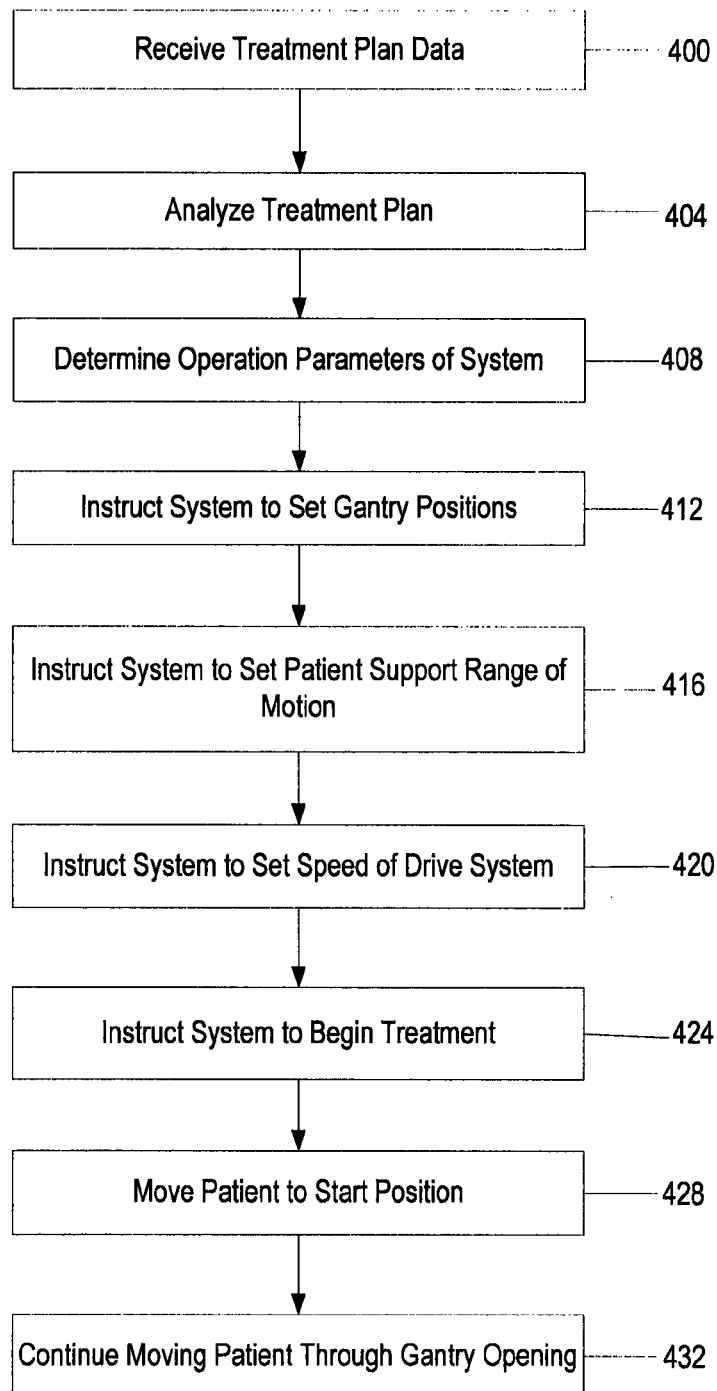 Receive Treatment Plan Data 400
Analyze Treatment Plan 404
Determine Operation Parameters of System 408
Instruct System to Set Gantry Positions 412
Instruct System to Set Patient Support Range of
Motion 416
Instruct System to Set Speed of Drive System 420
Instruct System to Begin Treatment 424
Move Patient to Start Position 428
Continue Moving Patient Through Gantry Opening 432